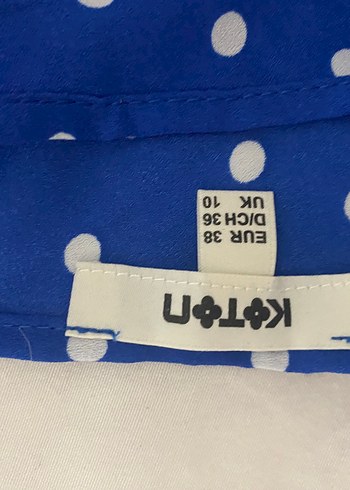 KOTON
EUR 38
D/CH 36
UK 10